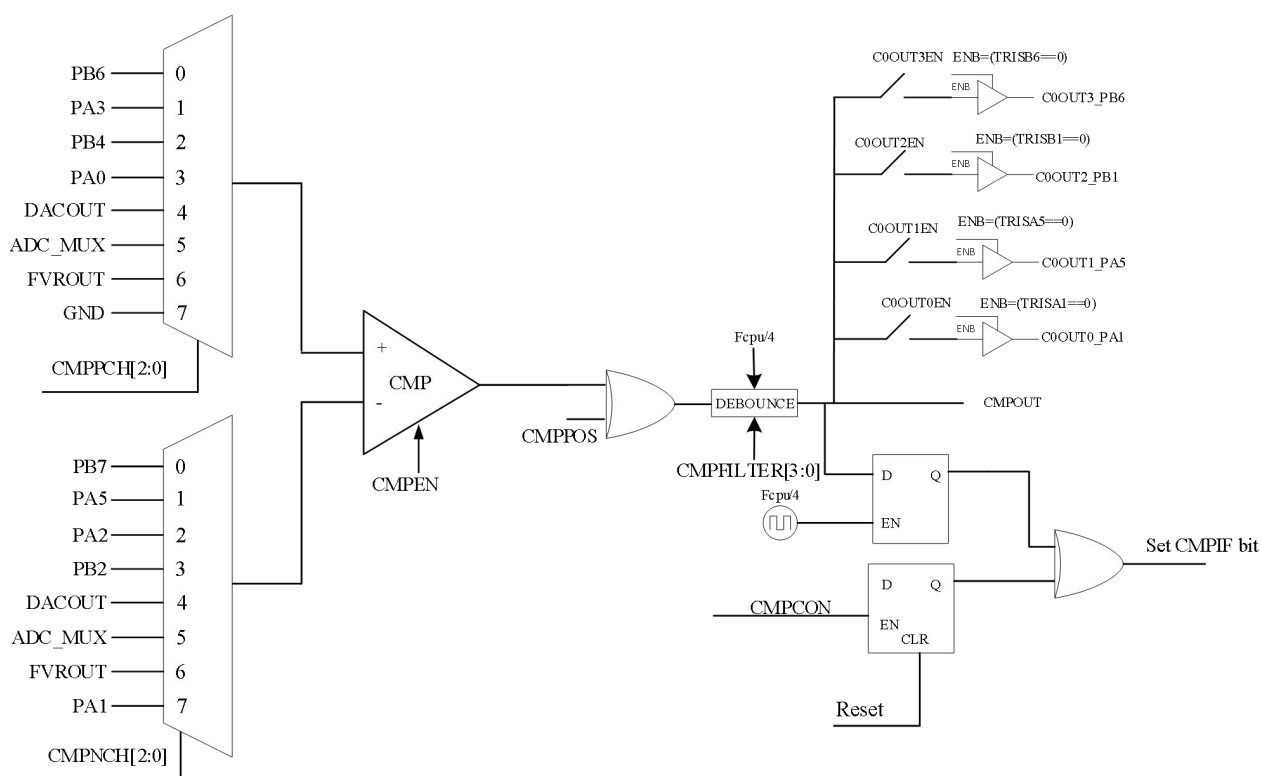 PB6 0
PA3 1
PB4 2
PA0 3
DACOUT 4
ADC_MUX 5
FVROUT 6
GND 7
CMPPCH[2:0]
PB7 0
PA5 1
PA2 2
PB2 3
DACOUT 4
ADC_MUX 5
FVROUT 6
PA1 7
CMPNCH[2:0]
+
CMP
-
CMPEN
CMPPOS
Fcpu/4
DEBOUNCE
CMPFILTER[3:0]
C0OUT3EN ENB=(TRISB6==0)
ENB
C0OUT3_PB6
C0OUT2EN ENB=(TRISB1==0)
ENB
C0OUT2_PB1
C0OUT1EN ENB=(TRISA5==0)
ENB
C0OUT1_PA5
C0OUT0EN ENB=(TRISA1==0)
ENB
C0OUT0_PA1
CMPOUT
Fcpu/4
D Q
EN
CMPCON
D Q
EN
CLR
Reset
Set CMPIF bit